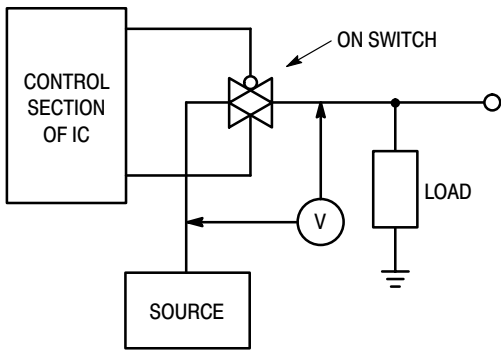 CONTROL
SECTION
OF IC
ON SWITCH
V
LOAD
SOURCE